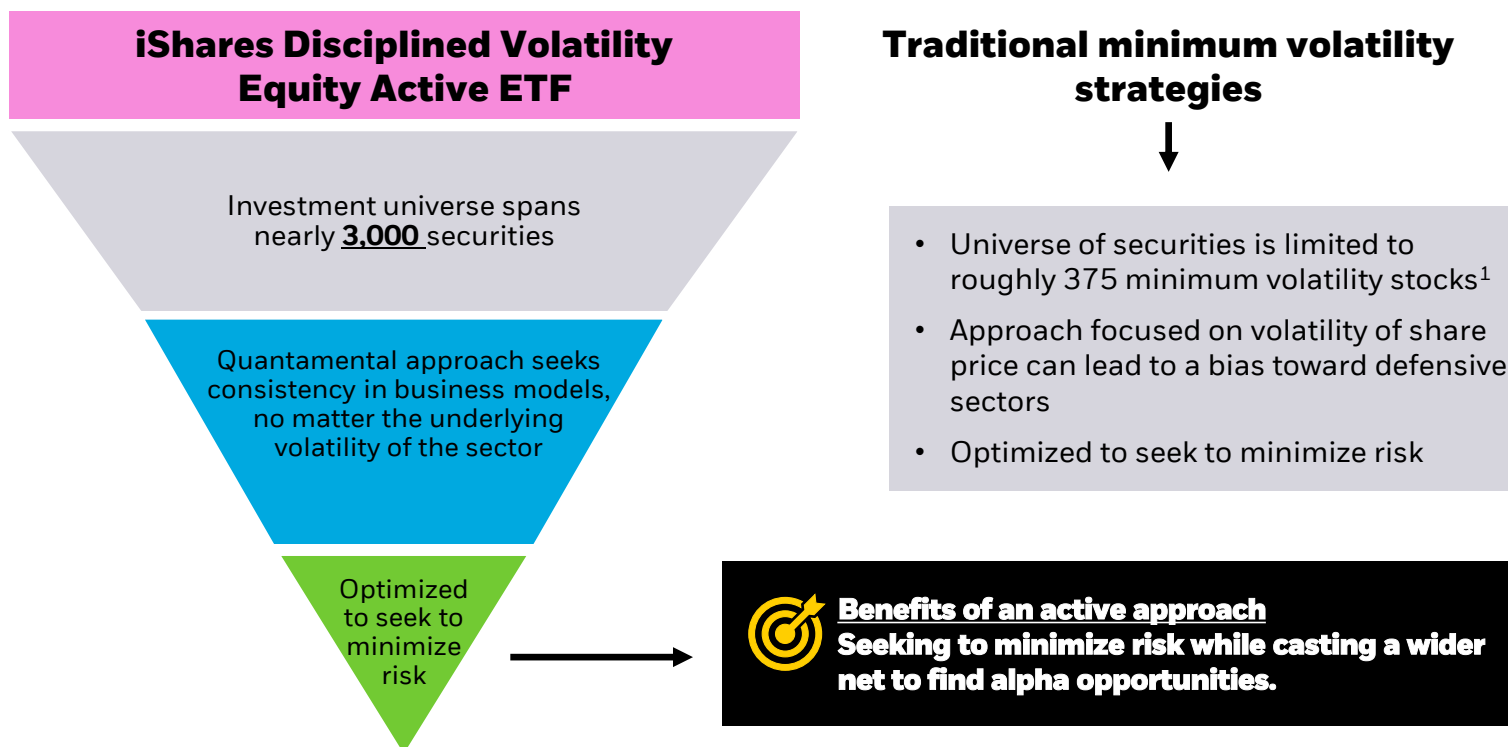 iShares Disciplined Volatility
Equity Active ETF
Investment universe spans
nearly 3,000 securities
Quantamental approach seeks
consistency in business models,
no matter the underlying
volatility of the sector
Optimized
to seek to
minimize
risk
Traditional minimum volatility
strategies
• Universe of securities is limited to
roughly 375 minimum volatility stocks¹
• Approach focused on volatility of share
price can lead to a bias toward defensive
sectors
• Optimized to seek to minimize risk
Benefits of an active approach
Seeking to minimize risk while casting a wider
net to find alpha opportunities.